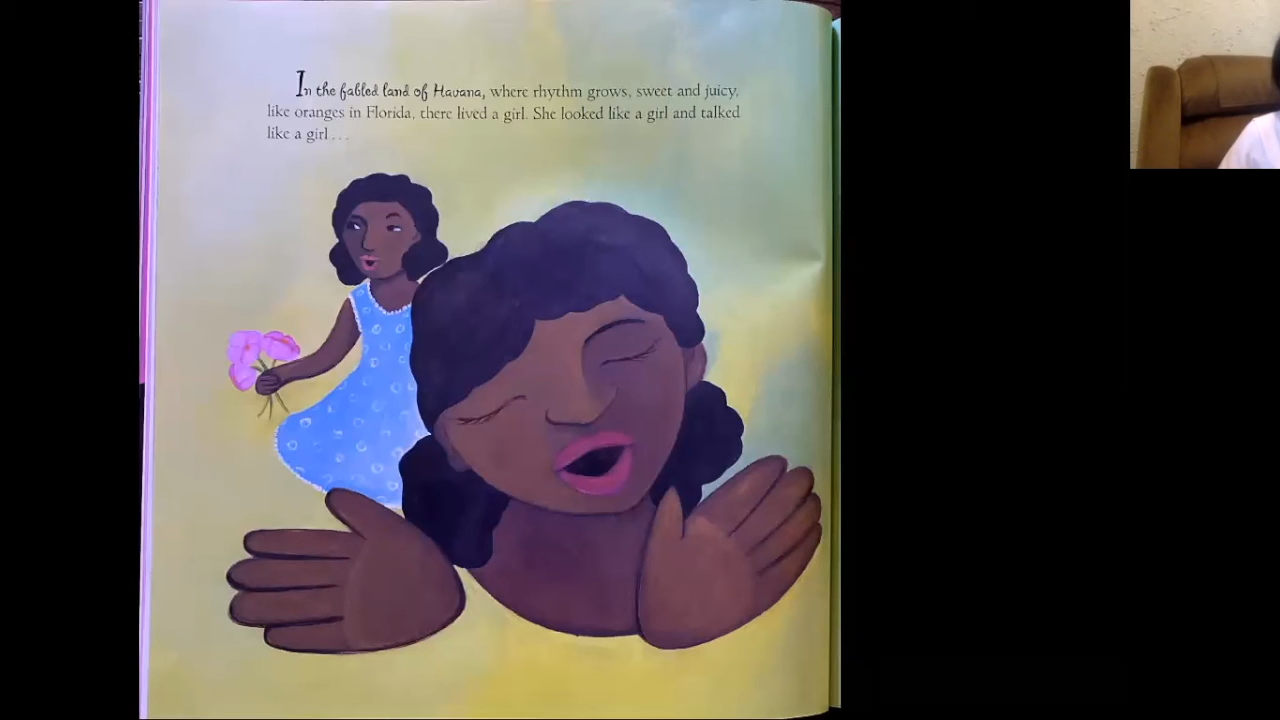 In the fabled land of Havana, where rhythm grows, sweet and juicy,
like oranges in Florida, there lived a girl. She looked like a girl and talked
like a girl . . .